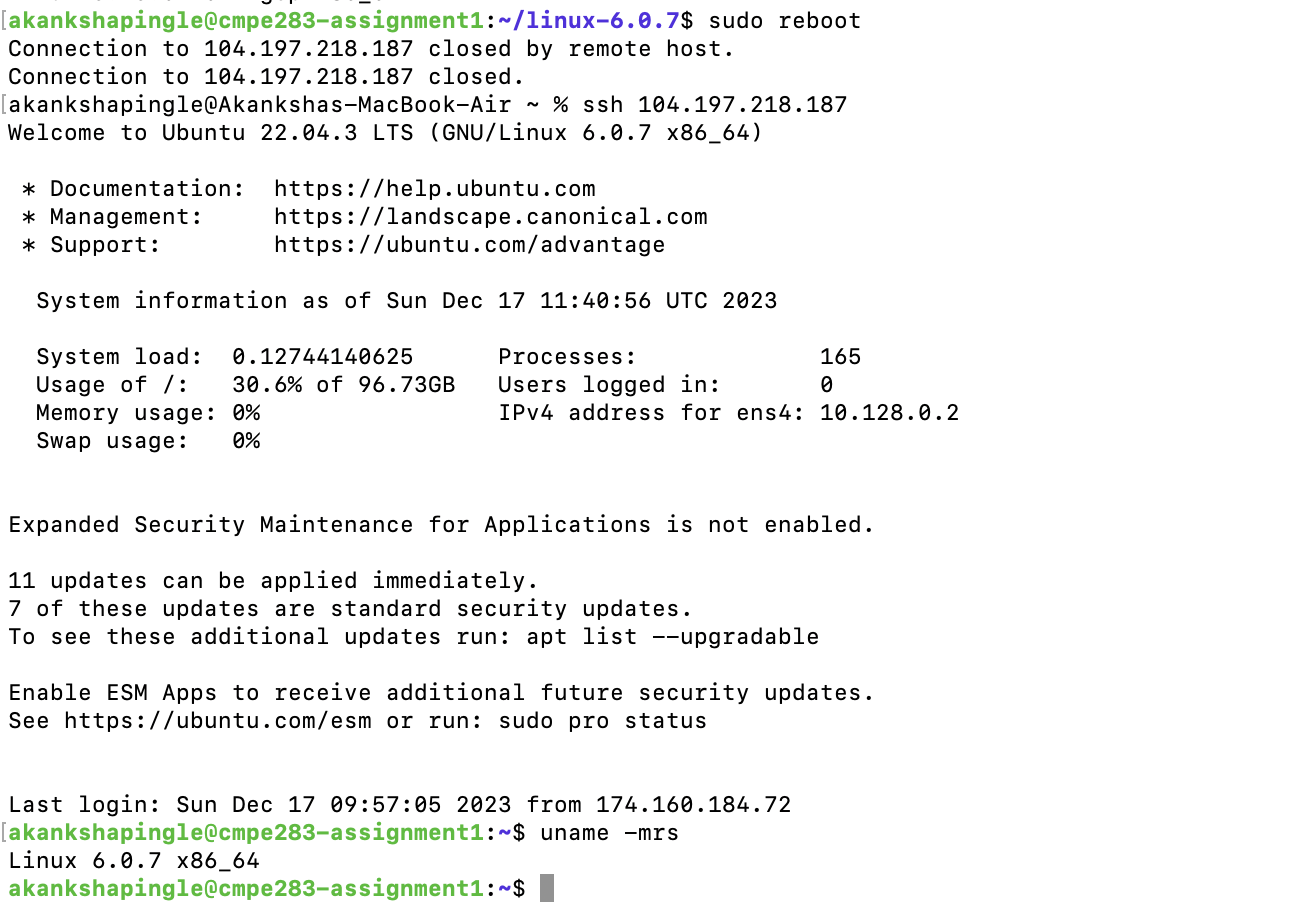 [akankshapingle@cmpe283-assignment1:~/linux-6.0.7$ sudo reboot
Connection to 104.197.218.187 closed by remote host.
Connection to 104.197.218.187 closed.
[akankshapingle@Akankshas-MacBook-Air ~ % ssh 104.197.218.187
Welcome to Ubuntu 22.04.3 LTS (GNU/Linux 6.0.7 x86_64)
* Documentation:  https://help.ubuntu.com
* Management:     https://landscape.canonical.com
* Support:        https://ubuntu.com/advantage
System information as of Sun Dec 17 11:40:56 UTC 2023
System load:  0.12744140625      Processes:             165
Usage of /:   30.6% of 96.73GB   Users logged in:       0
Memory usage: 0%                 IPv4 address for ens4: 10.128.0.2
Swap usage:   0%
Expanded Security Maintenance for Applications is not enabled.
11 updates can be applied immediately.
7 of these updates are standard security updates.
To see these additional updates run: apt list --upgradable
Enable ESM Apps to receive additional future security updates.
See https://ubuntu.com/esm or run: sudo pro status
Last login: Sun Dec 17 09:57:05 2023 from 174.160.184.72
[akankshapingle@cmpe283-assignment1:~$ uname -mrs
Linux 6.0.7 x86_64
akankshapingle@cmpe283-assignment1:~$